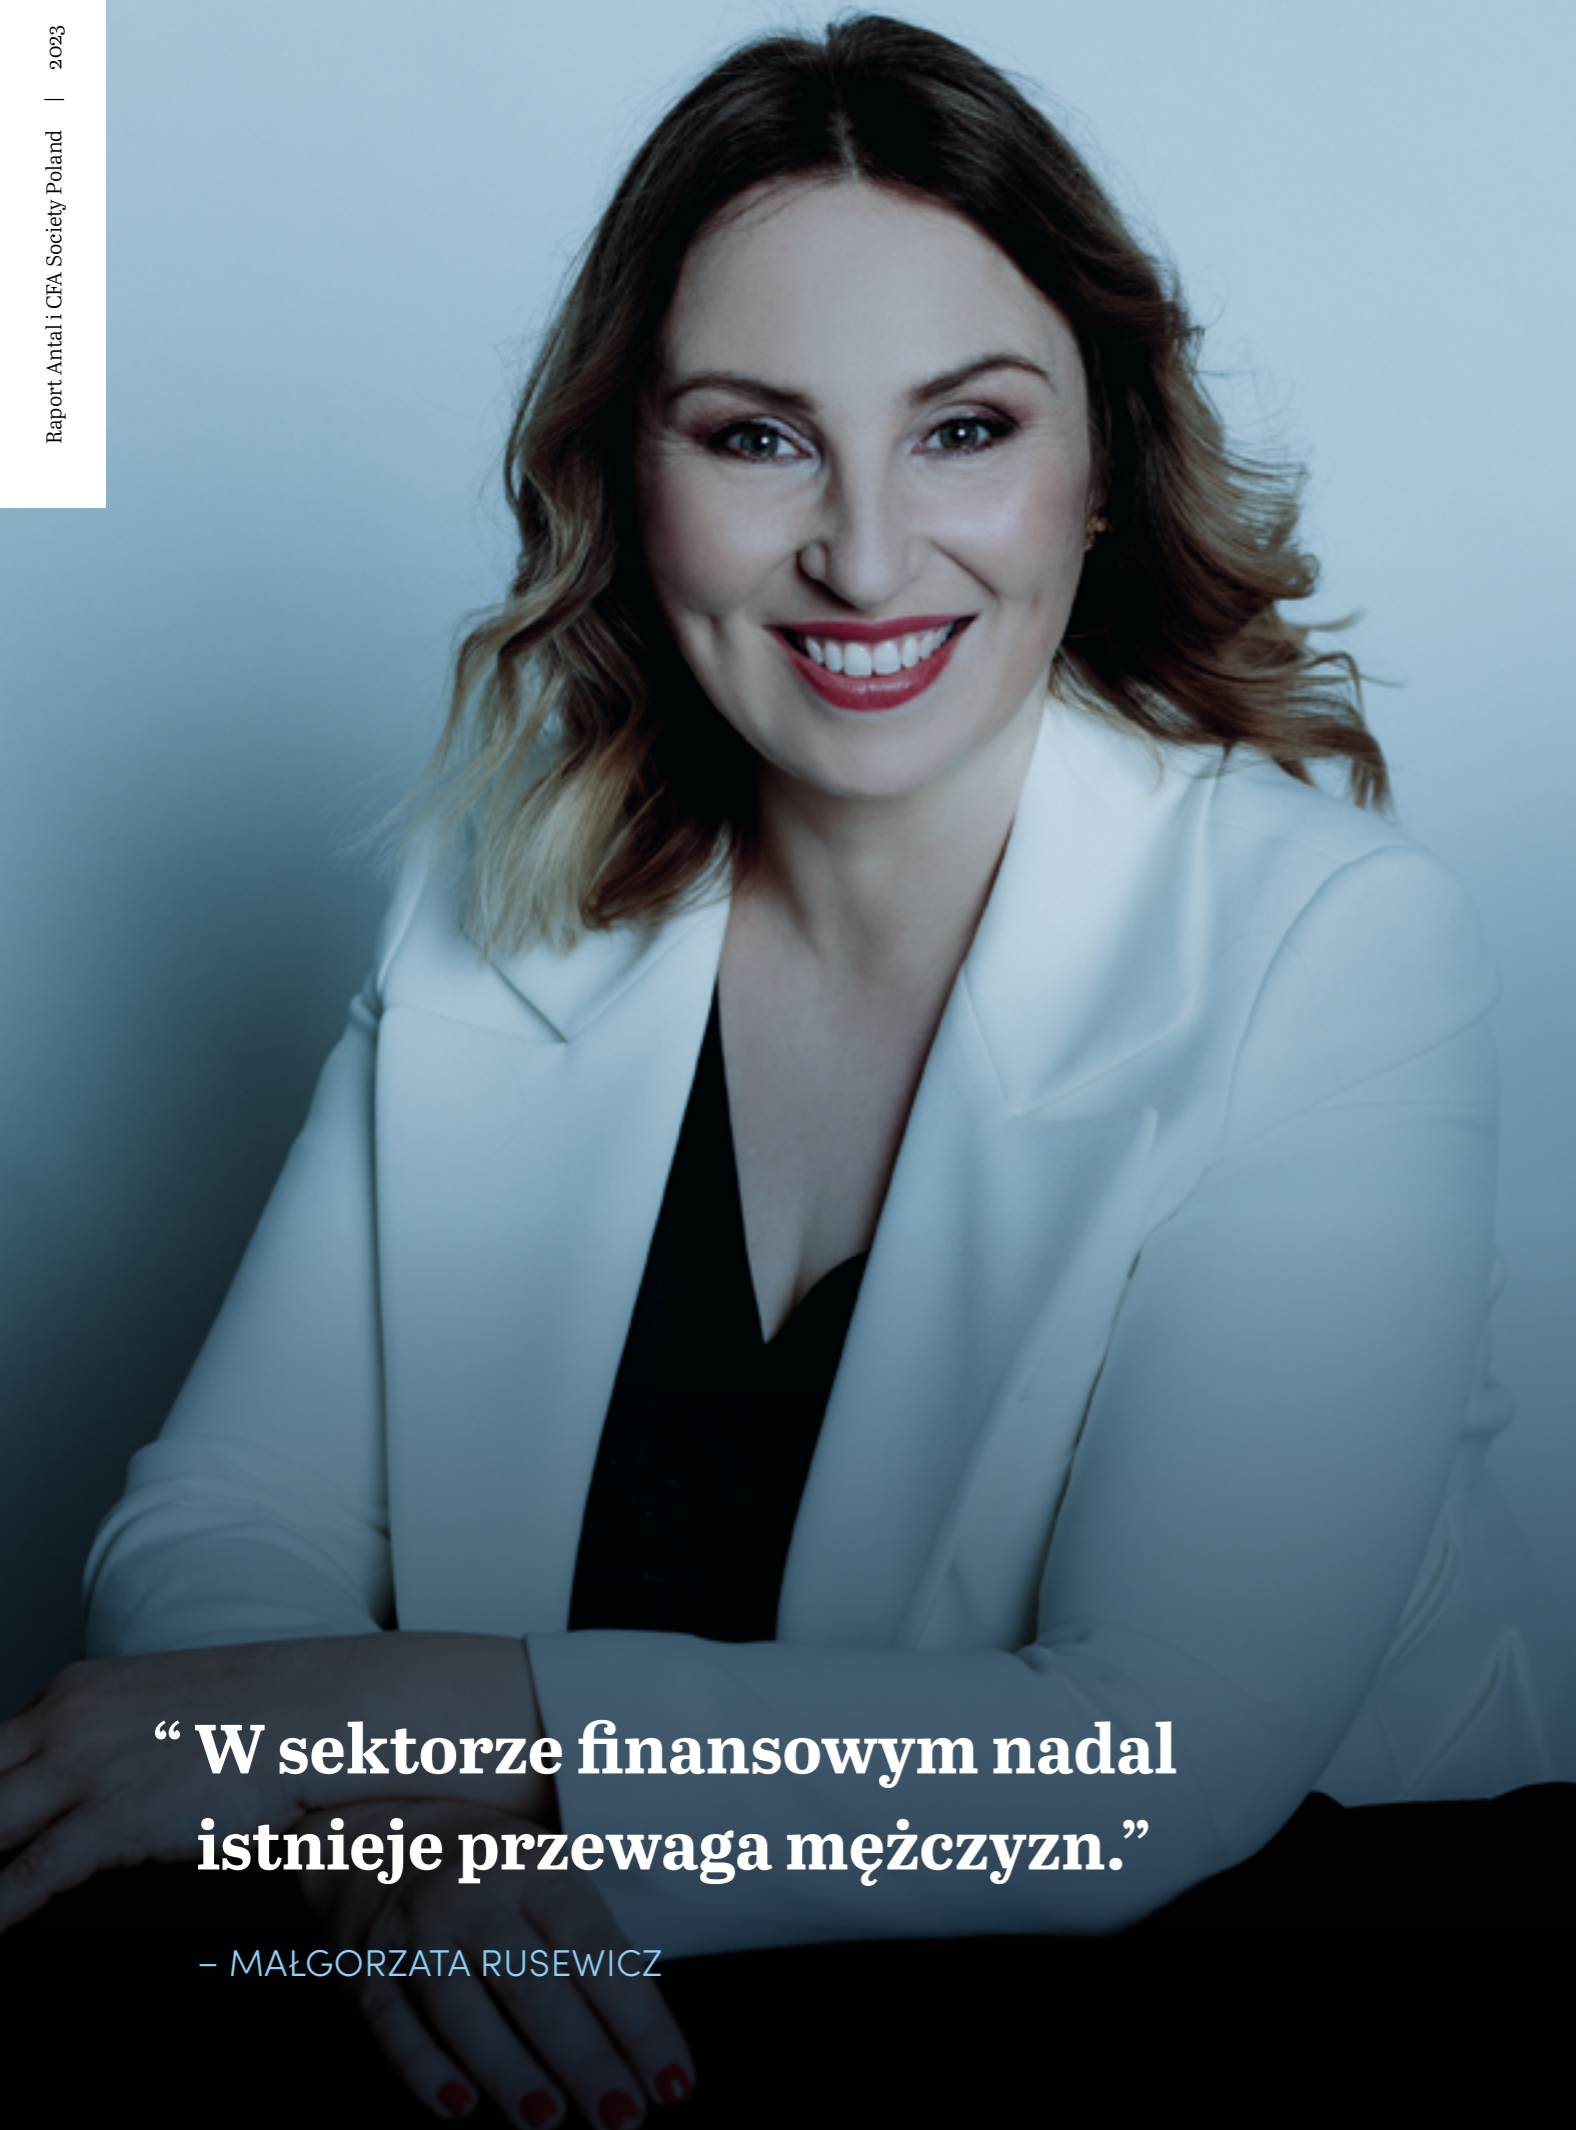 Raport Antal i CFA Society Poland | 2023
“ W sektorze finansowym nadal
istnieje przewaga mężczyzn.”
– MAŁGORZATA RUSEWICZ